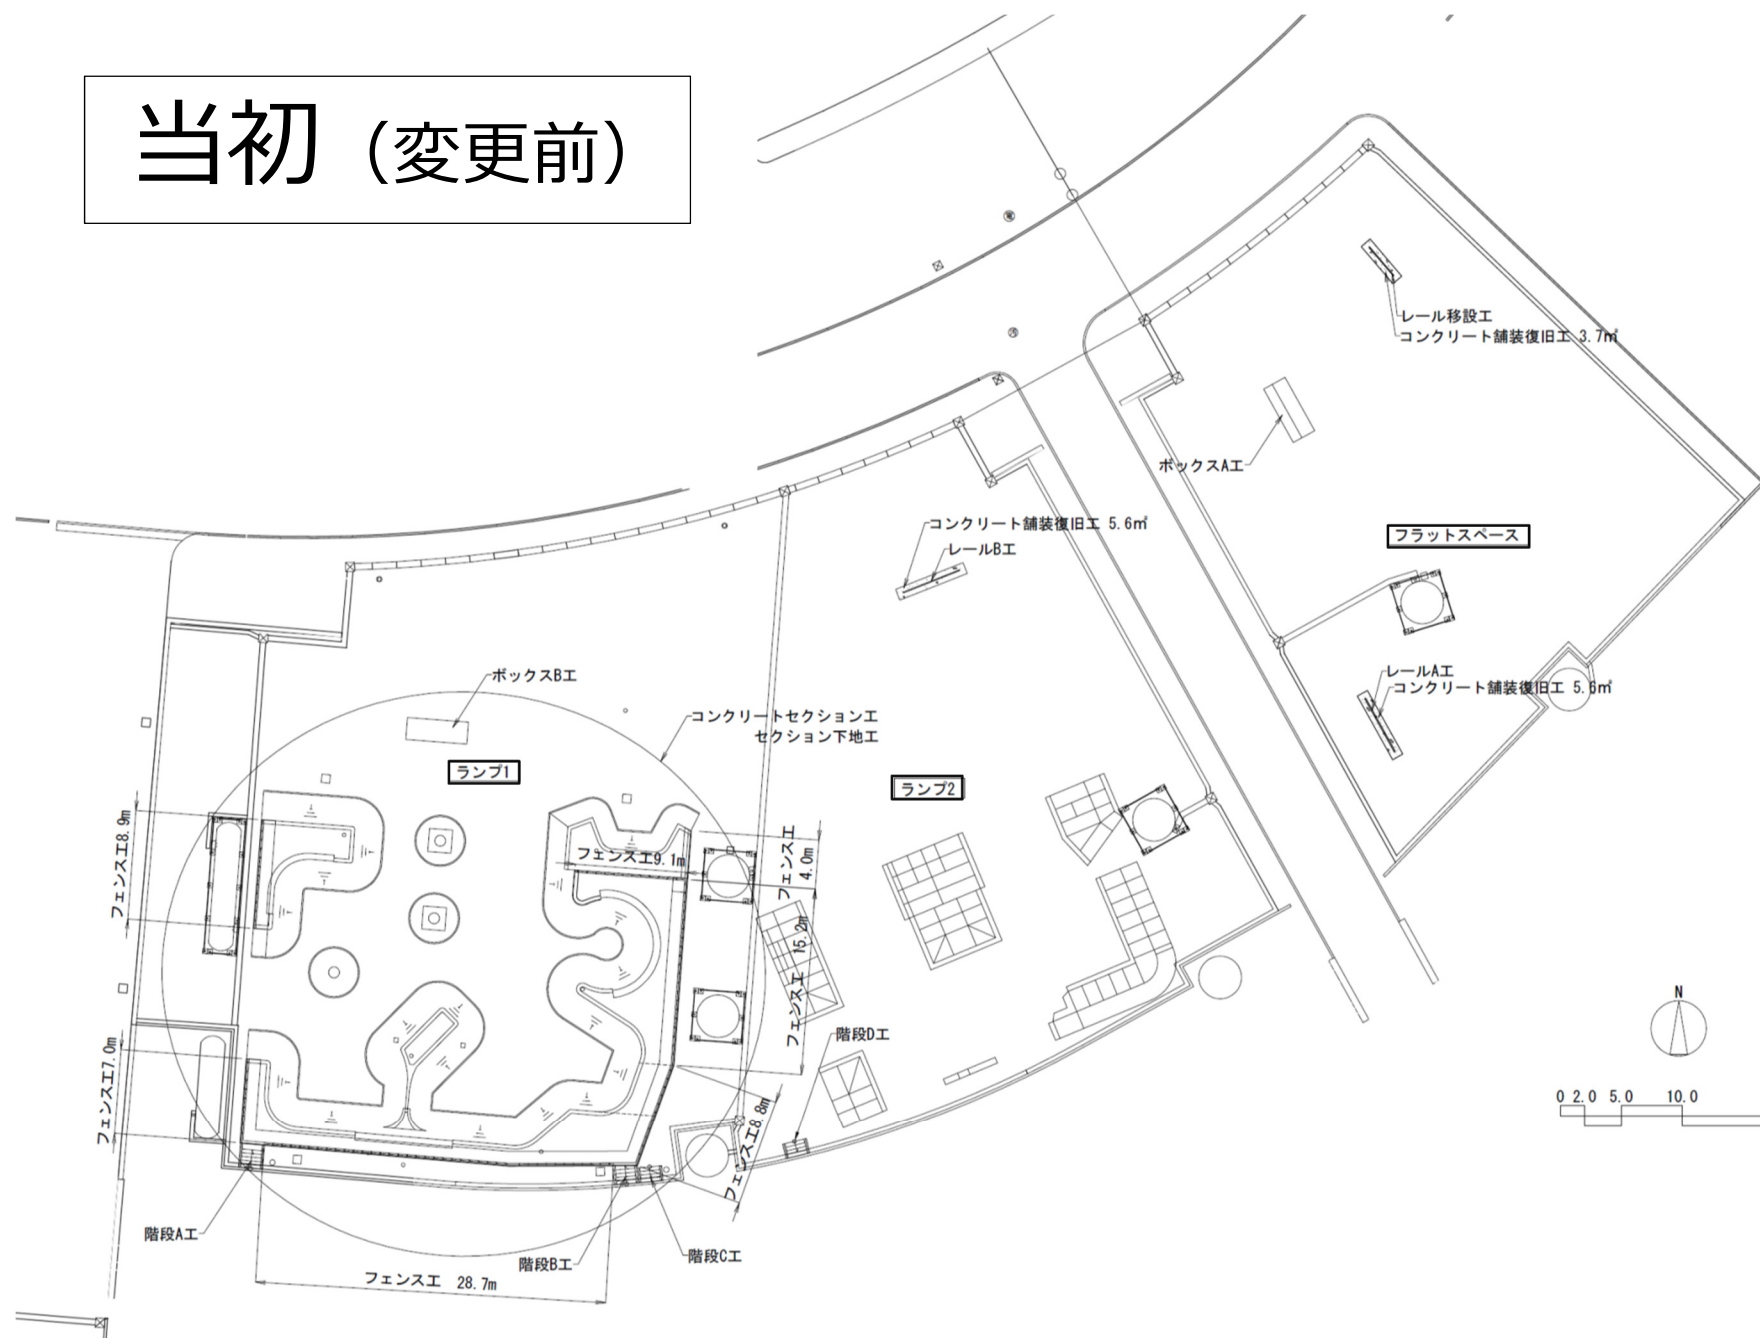 当初（変更前）
レール移設工
コンクリート舗装復旧工 3.7㎡
ボックスA工
コンクリート舗装復旧工 5.6㎡
レールB工
フラットスペース
レールA工
コンクリート舗装復旧工 5.6㎡
ボックスB工
コンクリートセクション工
セクション下地工
ランプ1
ランプ2
フェンス工8.9m
フェンス工9.1m
フェンス工
4.0m
フェンス工 15.2m
フェンス工7.0m
階段D工
フェンス工8.8m
N
0 2.0 5.0 10.0
階段A工
階段B工
階段C工
フェンス工 28.7m